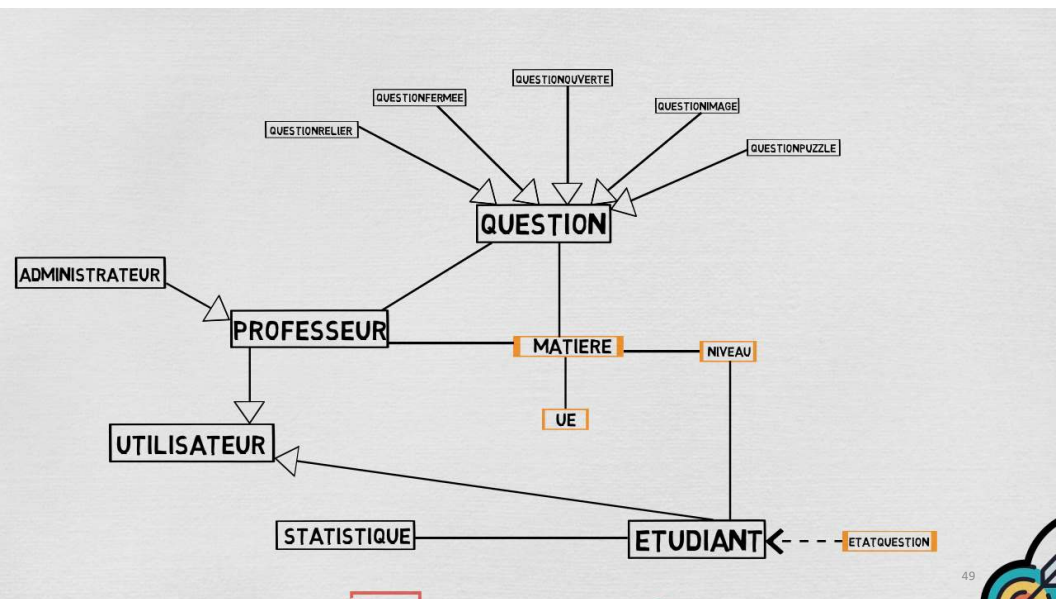 QUESTIONOUVERTE
QUESTIONFERMEE
QUESTIONIMAGE
QUESTIONRELIER
QUESTIONPUZZLE
QUESTION
ADMINISTRATEUR
PROFESSEUR
MATIERE
NIVEAU
UE
UTILISATEUR
STATISTIQUE
ETUDIANT
ETATQUESTION
49